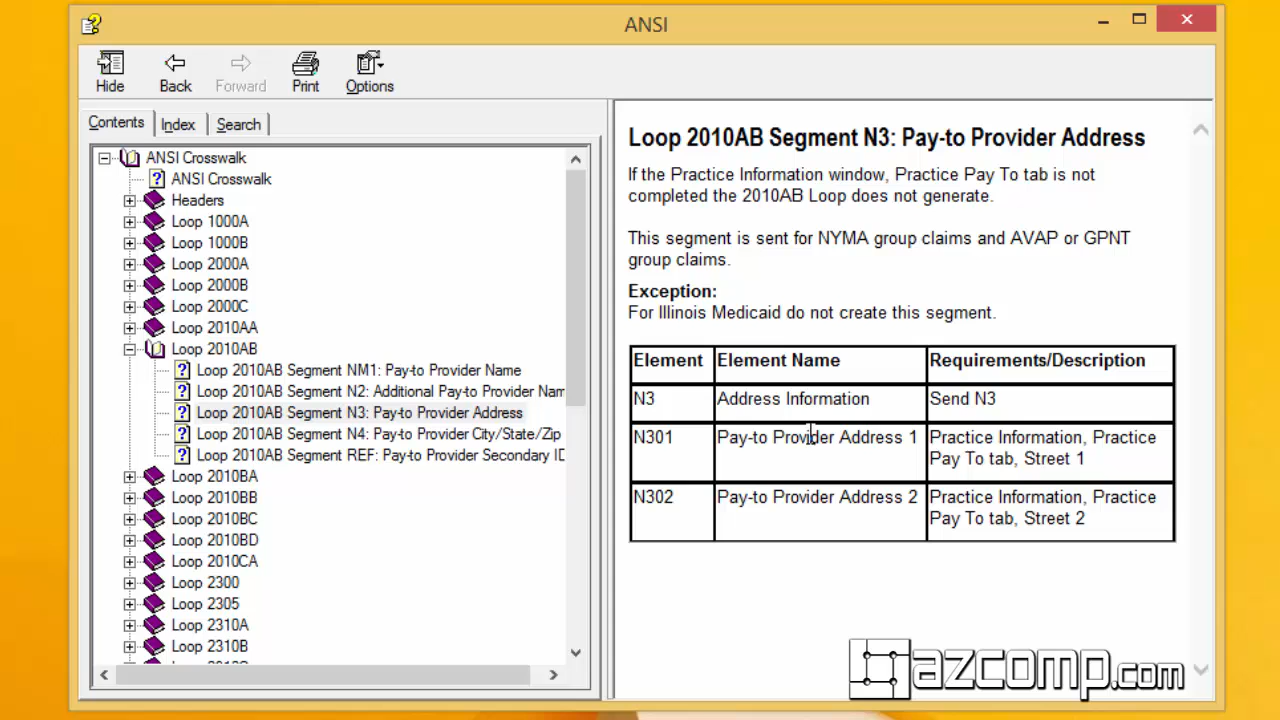 ANSI
Hide
Back
Forward
Print
Options
Contents
Index
Search
ANSI Crosswalk
ANSI Crosswalk
Headers
Loop 1000A
Loop 1000B
Loop 2000A
Loop 2000B
Loop 2000C
Loop 2010AA
Loop 2010AB
Loop 2010AB Segment NM1: Pay-to Provider Name
Loop 2010AB Segment N2: Additional Pay-to Provider Nam
Loop 2010AB Segment N3: Pay-to Provider Address
Loop 2010AB Segment N4: Pay-to Provider City/State/Zip
Loop 2010AB Segment REF: Pay-to Provider Secondary ID
Loop 2010BA
Loop 2010BB
Loop 2010BC
Loop 2010BD
Loop 2010CA
Loop 2300
Loop 2305
Loop 2310A
Loop 2310B
Loop 2010AB Segment N3: Pay-to Provider Address
If the Practice Information window, Practice Pay To tab is not
completed the 2010AB Loop does not generate.
This segment is sent for NYMA group claims and AVAP or GPNT
group claims.
Exception:
For Illinois Medicaid do not create this segment.
Element Element Name Requirements/Description
N3 Address Information Send N3
N301 Pay-to Provider Address 1 Practice Information, Practice
Pay To tab, Street 1
N302 Pay-to Provider Address 2 Practice Information, Practice
Pay To tab, Street 2
azcomp.com